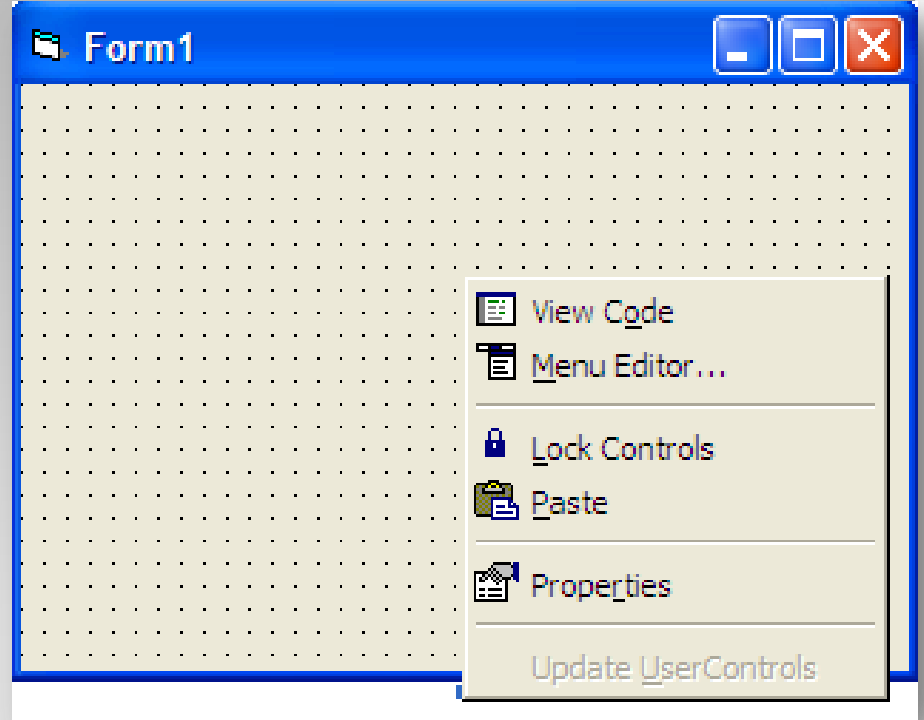 Form1
View Code
Menu Editor...
Lock Controls
Paste
Properties
Update UserControls